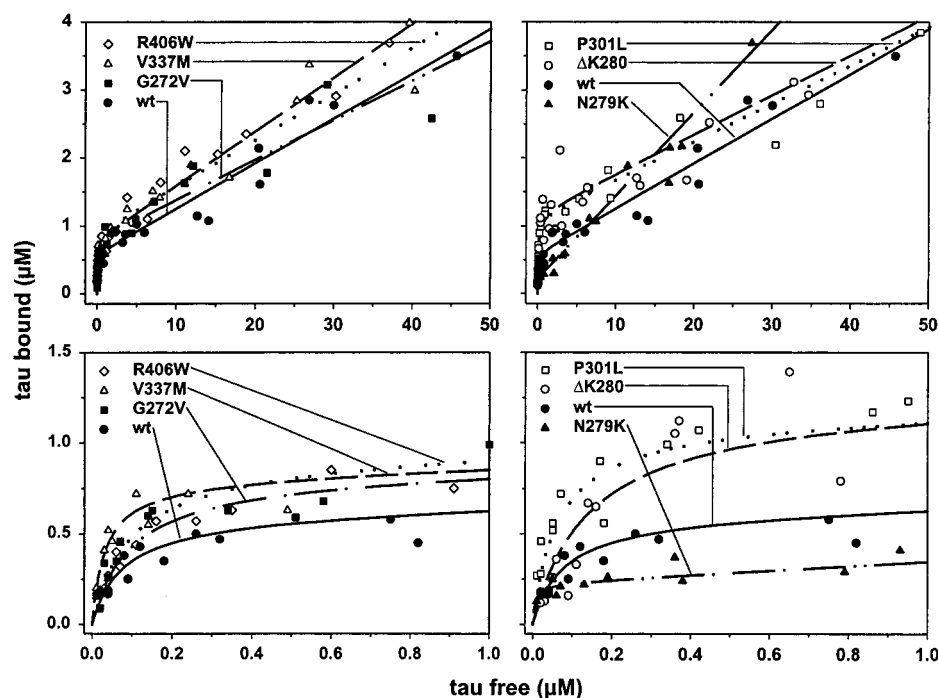 4
3
2
1
0
R406W
V337M
G272V
wt
0 10 20 30 40 50
P301L
ΔK280
wt
N279K
0 10 20 30 40 50
tau bound (µM)
1.5
1.0
0.5
0.0
R406W
V337M
G272V
wt
0.0 0.2 0.4 0.6 0.8 1.0
P301L
ΔK280
wt
N279K
0.0 0.2 0.4 0.6 0.8 1.0
tau free (µM)